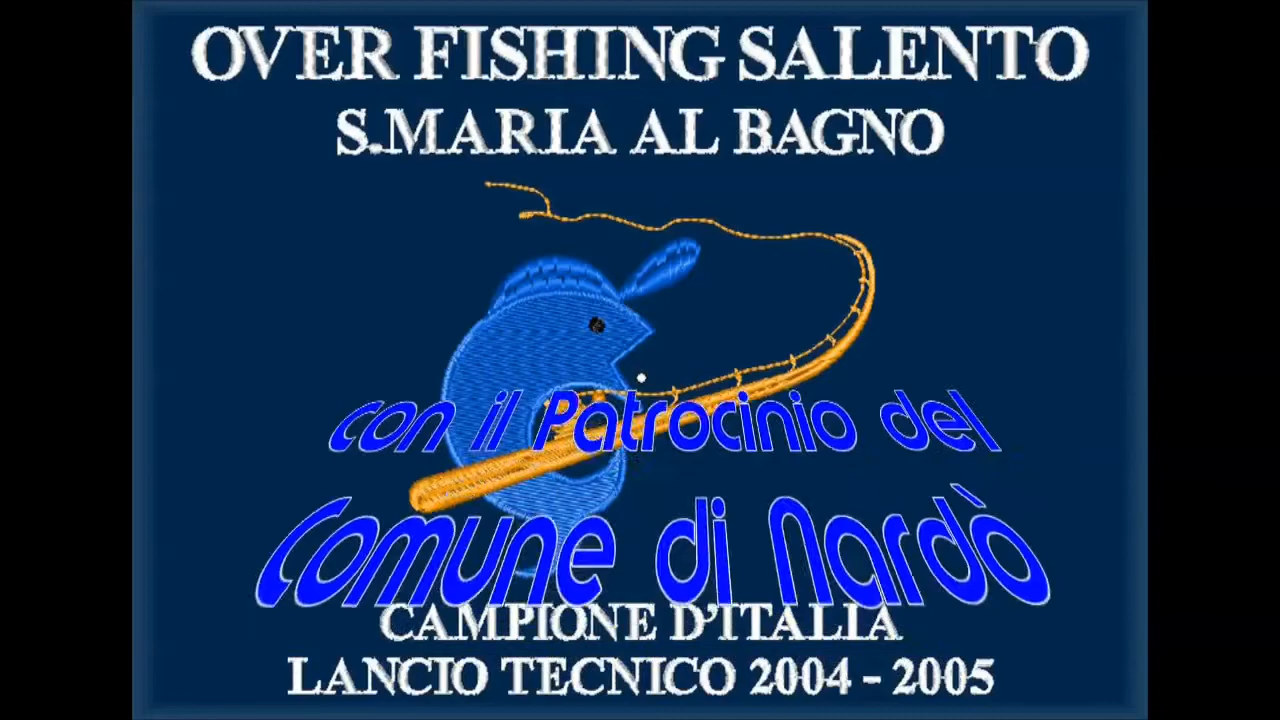 OVER FISHING SALENTO
S.MARIA AL BAGNO
con il Patrocinio del
Comune di Nardò
CAMPIONE D'ITALIA
LANCIO TECNICO 2004 - 2005